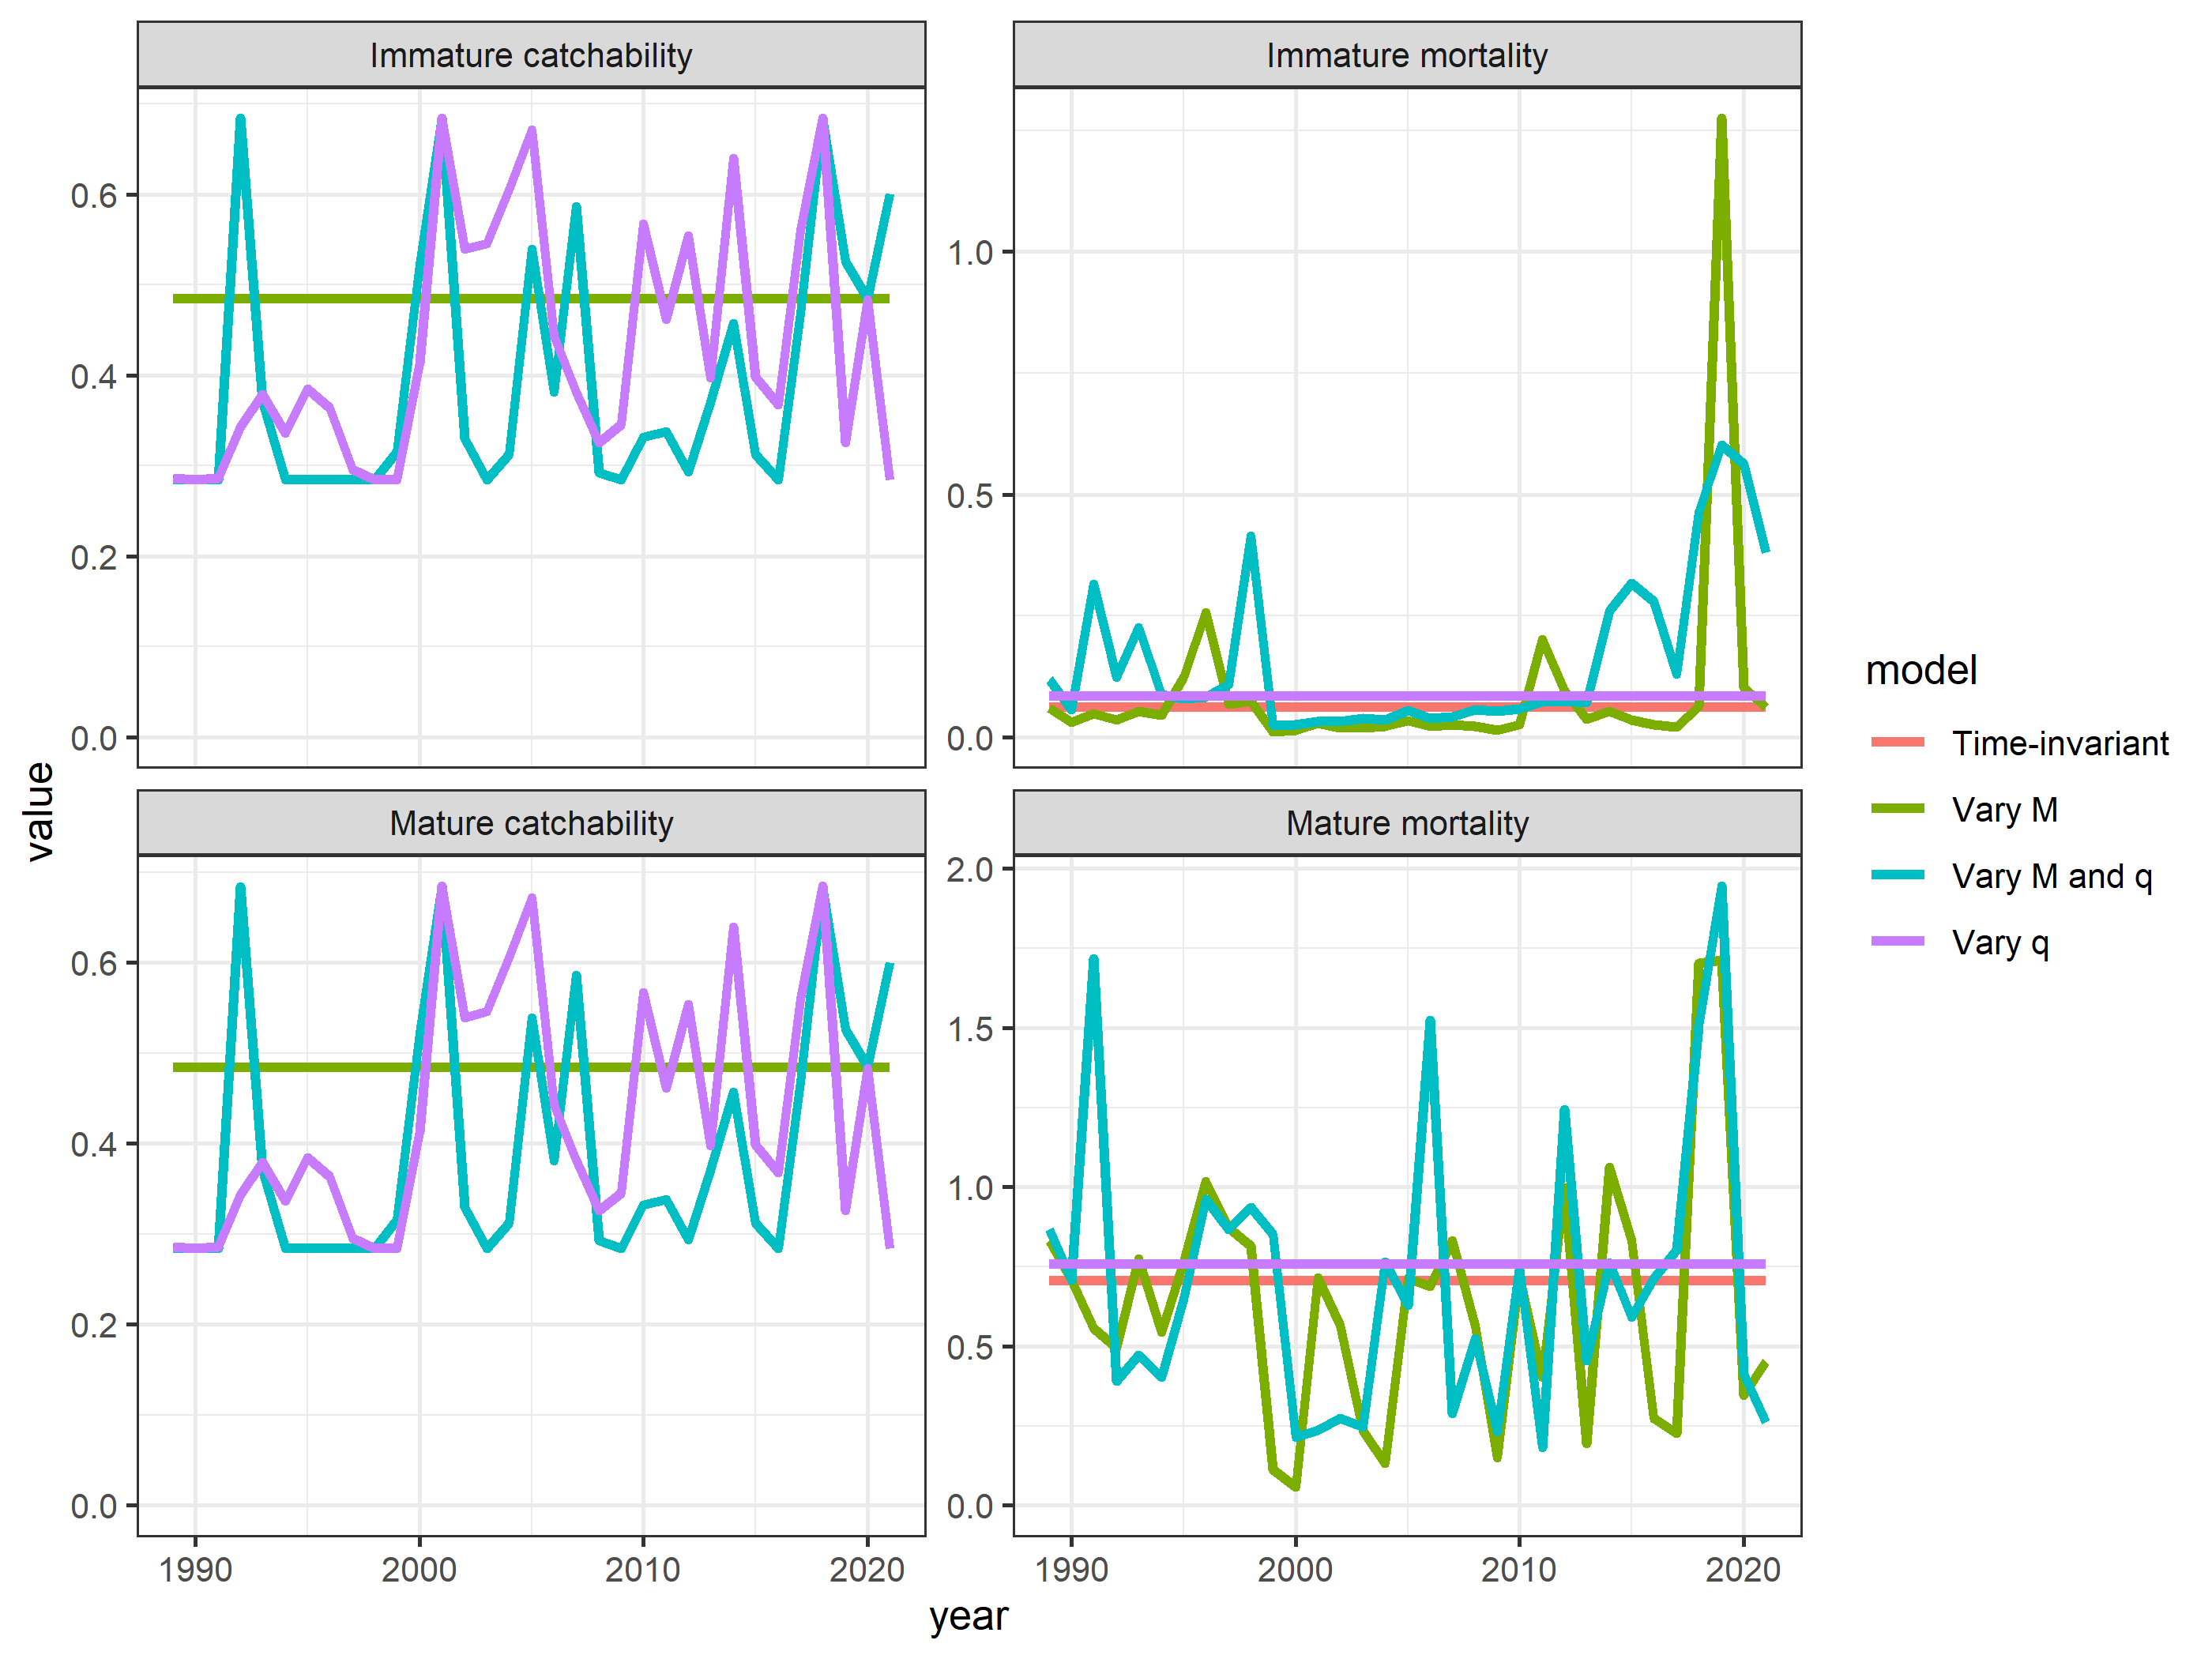 Immature catchability
Immature mortality
0.6
0.4
0.2
0.0
1.0
0.5
0.0
Mature catchability
Mature mortality
0.6
0.4
0.2
0.0
2.0
1.5
1.0
0.5
0.0
1990
2000
2010
2020
1990
2000
2010
2020
year
value
model
Time-invariant
Vary M
Vary M and q
Vary q